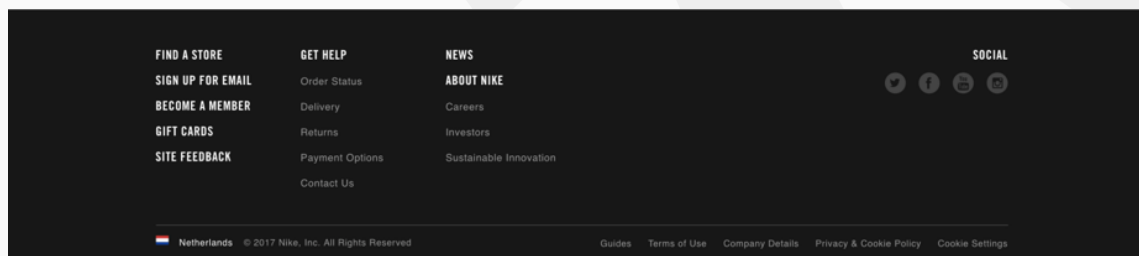 FIND A STORE
SIGN UP FOR EMAIL
BECOME A MEMBER
GIFT CARDS
SITE FEEDBACK
GET HELP
Order Status
Delivery
Returns
Payment Options
Contact Us
NEWS
ABOUT NIKE
Careers
Investors
Sustainable Innovation
SOCIAL
Netherlands © 2017 Nike, Inc. All Rights Reserved
Guides Terms of Use Company Details Privacy & Cookie Policy Cookie Settings